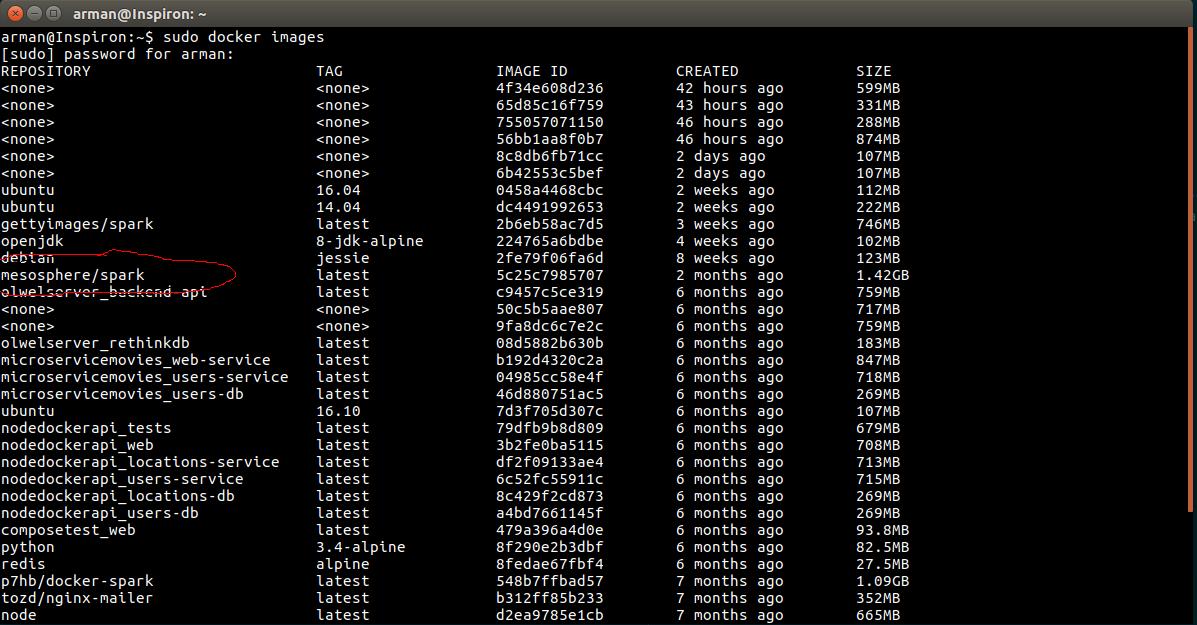 arman@Inspiron: ~
arman@Inspiron:~$ sudo docker images
[sudo] password for arman:
REPOSITORY TAG IMAGE ID CREATED SIZE
<none> <none> 4f34e608d236 42 hours ago 599MB
<none> <none> 65d85c16f759 43 hours ago 331MB
<none> <none> 755057071150 46 hours ago 288MB
<none> <none> 56bb1aa8f0b7 46 hours ago 874MB
<none> <none> 8c8db6fb71cc 2 days ago 107MB
<none> <none> 6b42553c5bef 2 days ago 107MB
ubuntu 16.04 0458a4468cbc 2 weeks ago 112MB
ubuntu 14.04 dc4491992653 2 weeks ago 222MB
gettyimages/spark latest 2b6eb58ac7d5 3 weeks ago 746MB
openjdk 8-jdk-alpine 224765a6bdbe 4 weeks ago 102MB
debian jessie 2fe79f06fa6d 8 weeks ago 123MB
mesosphere/spark latest 5c25c7985707 2 months ago 1.42GB
olwelserver_backend_api latest c9457c5ce319 6 months ago 759MB
<none> <none> 50c5b5aae807 6 months ago 717MB
<none> <none> 9fa8dc6c7e2c 6 months ago 759MB
olwelserver_rethinkdb latest 08d5882b630b 6 months ago 183MB
microservicemovies_web-service latest b192d4320c2a 6 months ago 847MB
microservicemovies_users-service latest 04985cc58e4f 6 months ago 718MB
microservicemovies_users-db latest 46d880751ac5 6 months ago 269MB
ubuntu 16.10 7d3f705d307c 6 months ago 107MB
nodedockerapi_tests latest 79dfb9b8d809 6 months ago 679MB
nodedockerapi_web latest 3b2fe0ba5115 6 months ago 708MB
nodedockerapi_locations-service latest df2f09133ae4 6 months ago 713MB
nodedockerapi_users-service latest 6c52fc55911c 6 months ago 715MB
nodedockerapi_locations-db latest 8c429f2cd873 6 months ago 269MB
nodedockerapi_users-db latest a4bd7661145f 6 months ago 269MB
composetest_web latest 479a396a4d0e 6 months ago 93.8MB
python 3.4-alpine 8f290e2b3dbf 6 months ago 82.5MB
redis alpine 8fedae67fbf4 6 months ago 27.5MB
p7hb/docker-spark latest 548b7ffbad57 7 months ago 1.09GB
tozd/nginx-mailer latest b312ff85b233 7 months ago 352MB
node latest d2ea9785e1cb 7 months ago 665MB